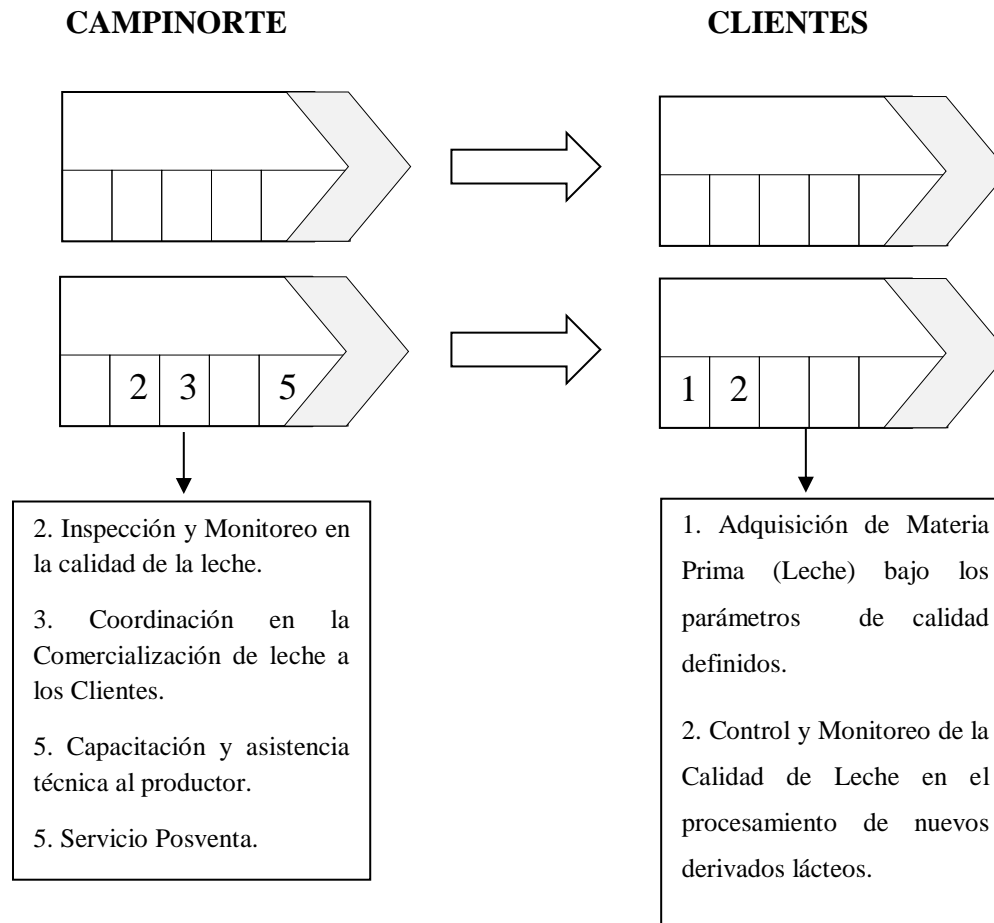 CAMPINORTE
CLIENTES
2 3 5
1 2
2. Inspección y Monitoreo en
la calidad de la leche.
3. Coordinación en la
Comercialización de leche a
los Clientes.
5. Capacitación y asistencia
técnica al productor.
5. Servicio Posventa.
1. Adquisición de Materia
Prima (Leche) bajo los
parámetros de calidad
definidos.
2. Control y Monitoreo de la
Calidad de Leche en el
procesamiento de nuevos
derivados lácteos.